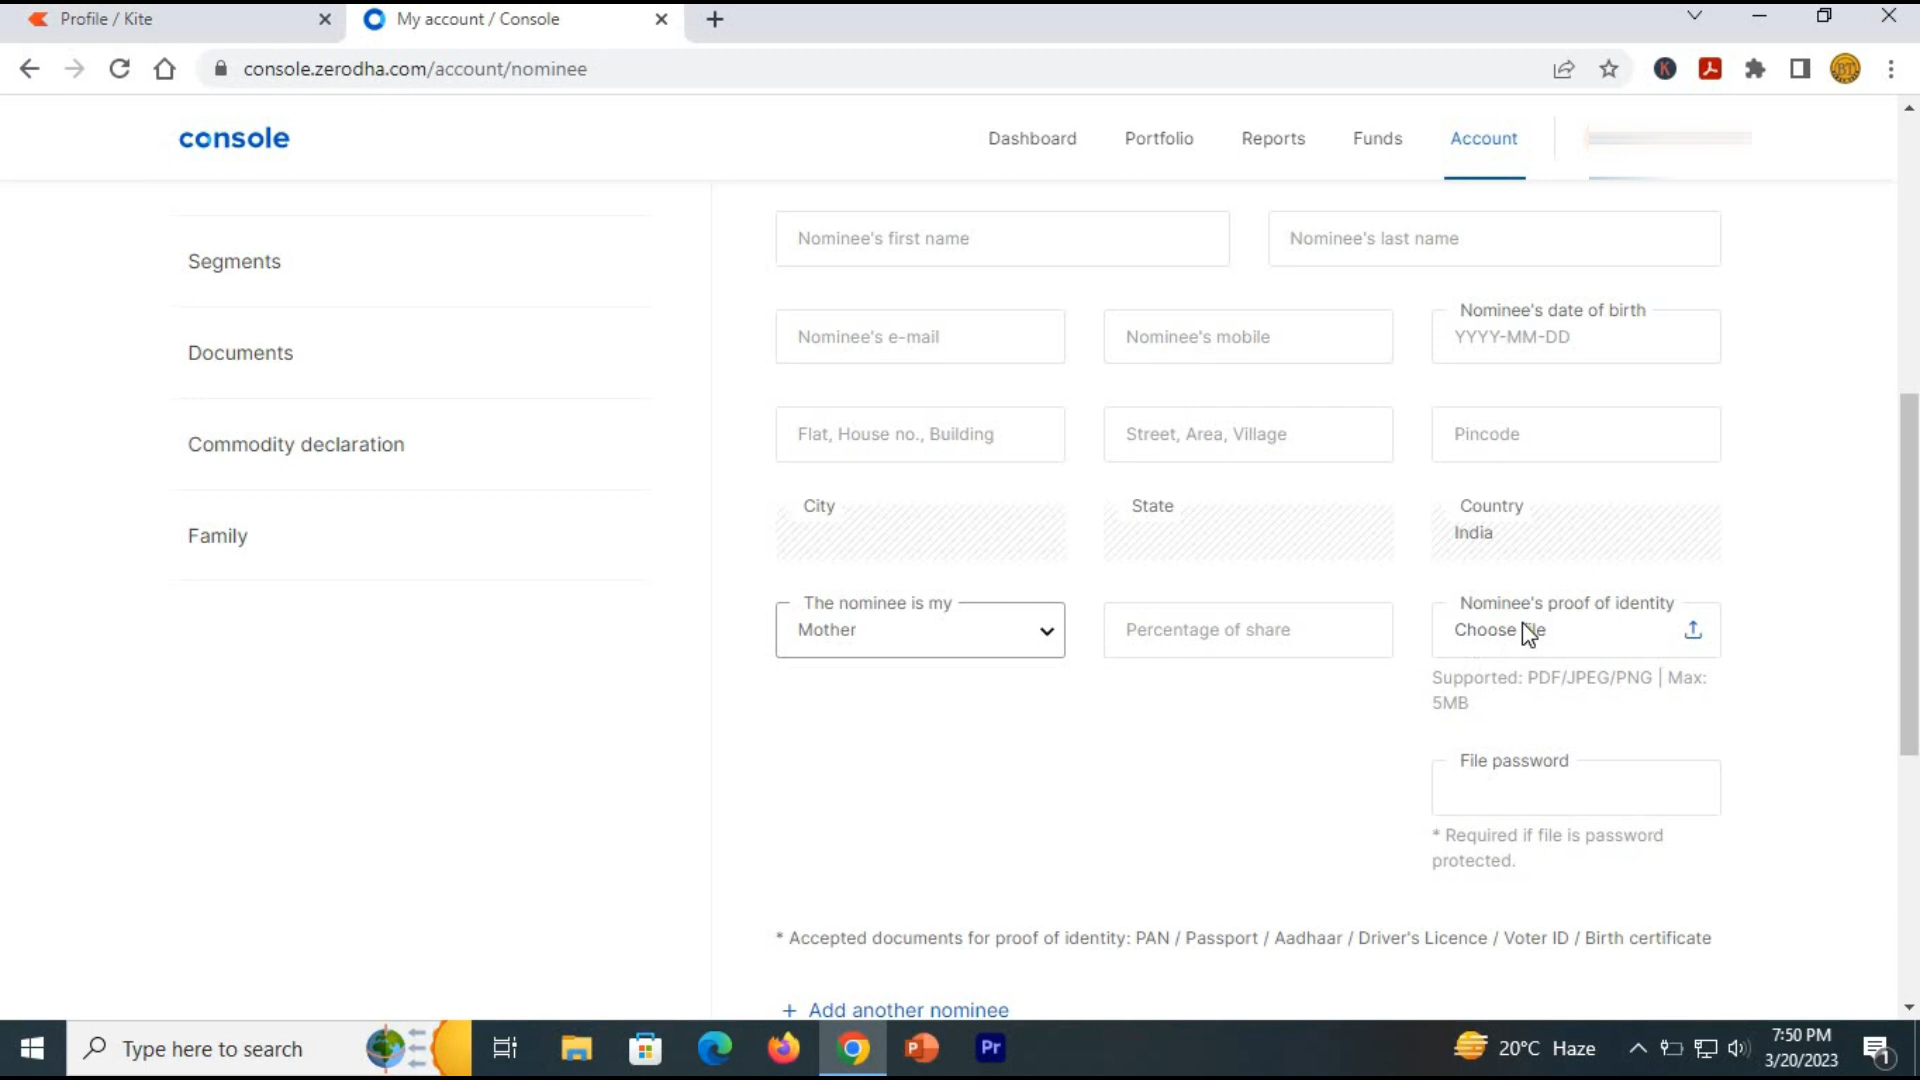 Profile / Kite
My account / Console
console.zerodha.com/account/nominee
console
Dashboard
Portfolio
Reports
Funds
Account
Segments
Documents
Commodity declaration
Family
Nominee's first name
Nominee's last name
Nominee's e-mail
Nominee's mobile
Nominee's date of birth
YYYY-MM-DD
Flat, House no., Building
Street, Area, Village
Pincode
City
State
Country
India
The nominee is my
Mother
Percentage of share
Nominee's proof of identity
Choose file
Supported: PDF/JPEG/PNG | Max:
5MB
File password
* Required if file is password
protected.
* Accepted documents for proof of identity: PAN / Passport / Aadhaar / Driver's Licence / Voter ID / Birth certificate
+ Add another nominee
Type here to search
Pr
20°C Haze
7:50 PM
3/20/2023
1